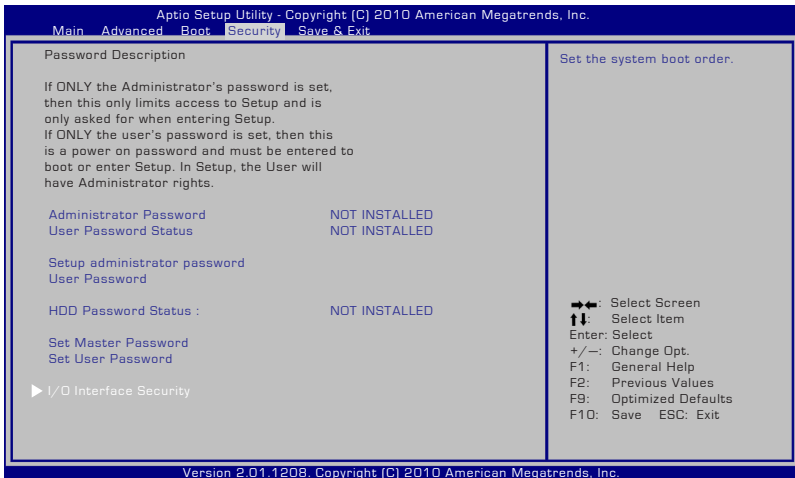 Aptio Setup Utility - Copyright (C) 2010 American Megatrends, Inc.
Main Advanced Boot Security Save & Exit
Password Description
If ONLY the Administrator's password is set,
then this only limits access to Setup and is
only asked for when entering Setup.
If ONLY the user's password is set, then this
is a power on password and must be entered to
boot or enter Setup. In Setup, the User will
have Administrator rights.
Administrator Password NOT INSTALLED
User Password Status NOT INSTALLED
Setup administrator password
User Password
HDD Password Status : NOT INSTALLED
Set Master Password
Set User Password
I/O Interface Security
Set the system boot order.
→←: Select Screen
↑↓: Select Item
Enter: Select
+/—: Change Opt.
F1: General Help
F2: Previous Values
F9: Optimized Defaults
F10: Save ESC: Exit
Version 2.01.1208. Copyright (C) 2010 American Megatrends, Inc.